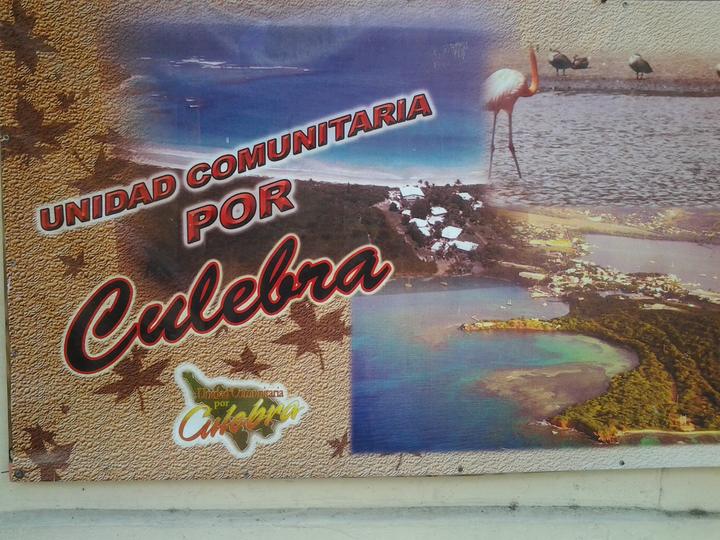 UNIDAD COMUNITARIA
POR
Culebra
Unidad Comunitaria
por
Culebra